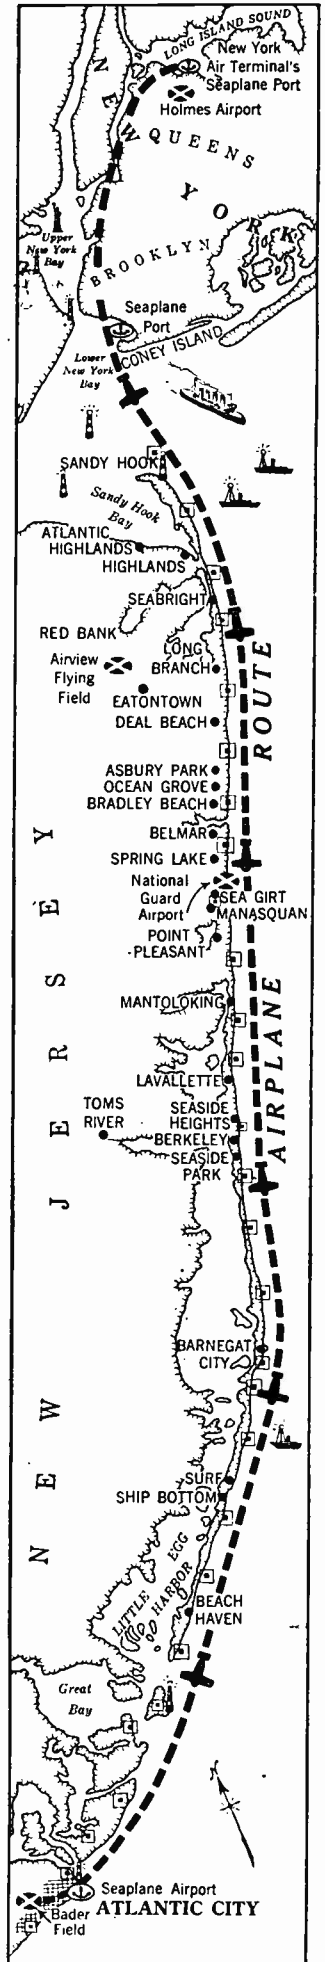 LONG ISLAND SOUND
New York
Air Terminal's
Seaplane Port
Holmes Airport
NEW YORK
QUEENS
BROOKLYN
Upper
New York
Bay
Seaplane
Port
CONEY ISLAND
Lower
New York
Bay
SANDY HOOK
Sandy Hook
Bay
ATLANTIC
HIGHLANDS
HIGHLANDS
SEABRIGHT
RED BANK
LONG
BRANCH
Airview
Flying
Field
EATONTOWN
DEAL BEACH
ROUTE
ASBURY PARK
OCEAN GROVE
BRADLEY BEACH
BELMAR
SPRING LAKE
National
Guard
Airport
SEA GIRT
MANASQUAN
POINT
PLEASANT
MANTOLOKING
AIRPLANE
LAVALLETTE
TOMS
RIVER
SEASIDE
HEIGHTS
BERKELEY
SEASIDE
PARK
NEW JERSEY
BARNEGAT
CITY
SURF
SHIP BOTTOM
LITTLE EGG
HARBOR
BEACH
HAVEN
Great
Bay
Seaplane Airport
ATLANTIC CITY
Bader
Field